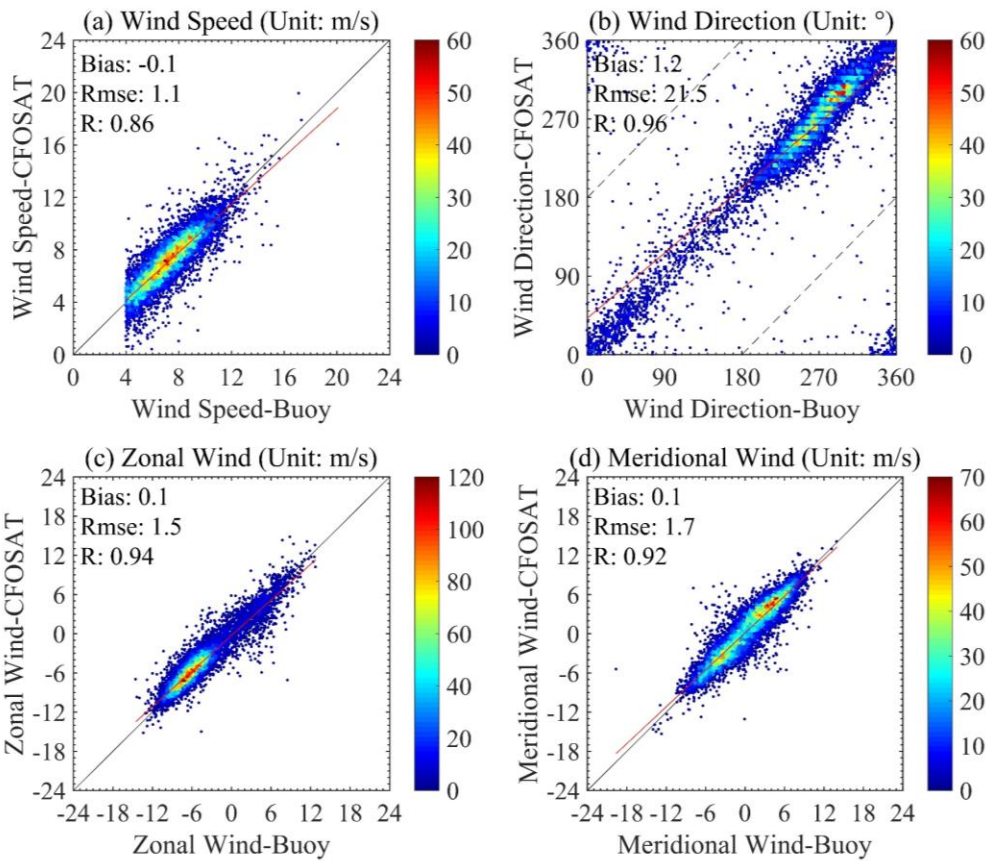 (a) Wind Speed (Unit: m/s)
24
20
16
12
8
4
0
Wind Speed-CFOSAT
Bias: -0.1
Rmse: 1.1
R: 0.86
0 4 8 12 16 20 24
Wind Speed-Buoy
60
50
40
30
20
10
0
(b) Wind Direction (Unit: °)
360
270
180
90
0
Wind Direction-CFOSAT
Bias: 1.2
Rmse: 21.5
R: 0.96
0 90 180 270 360
Wind Direction-Buoy
60
50
40
30
20
10
0
(c) Zonal Wind (Unit: m/s)
24
18
12
6
0
-6
-12
-18
-24
Zonal Wind-CFOSAT
Bias: 0.1
Rmse: 1.5
R: 0.94
-24 -18 -12 -6 0 6 12 18 24
Zonal Wind-Buoy
120
100
80
60
40
20
0
(d) Meridional Wind (Unit: m/s)
24
18
12
6
0
-6
-12
-18
-24
Meridional Wind-CFOSAT
Bias: 0.1
Rmse: 1.7
R: 0.92
-24 -18 -12 -6 0 6 12 18 24
Meridional Wind-Buoy
70
60
50
40
30
20
10
0